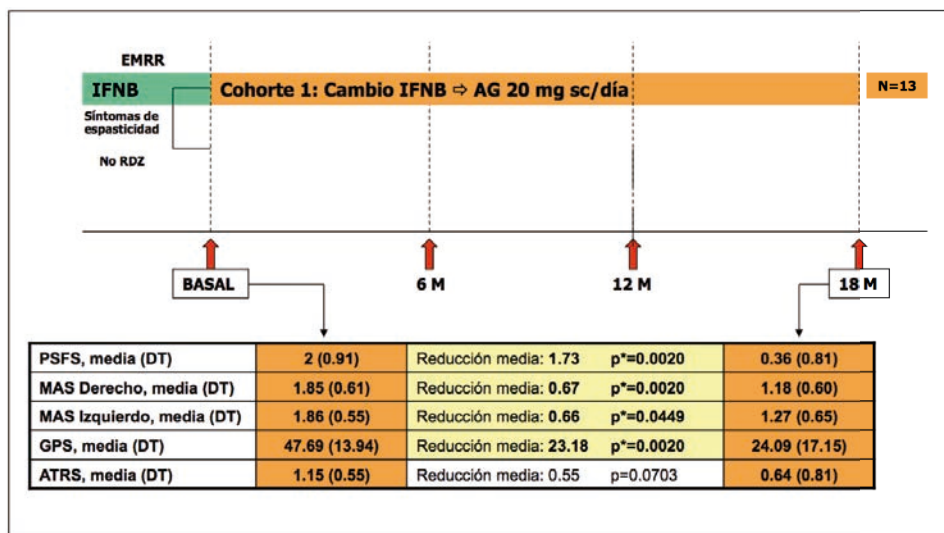 EMRR
IFNB
Cohorte 1: Cambio IFNB ⇨ AG 20 mg sc/día
N=13
Síntomas de
espasticidad
No RDZ
BASAL 6 M 12 M 18 M
PSFS, media (DT) 2 (0.91) Reducción media: 1.73 p*=0.0020 0.36 (0.81)
MAS Derecho, media (DT) 1.85 (0.61) Reducción media: 0.67 p*=0.0020 1.18 (0.60)
MAS Izquierdo, media (DT) 1.86 (0.55) Reducción media: 0.66 p*=0.0449 1.27 (0.65)
GPS, media (DT) 47.69 (13.94) Reducción media: 23.18 p*=0.0020 24.09 (17.15)
ATRS, media (DT) 1.15 (0.55) Reducción media: 0.55 p=0.0703 0.64 (0.81)